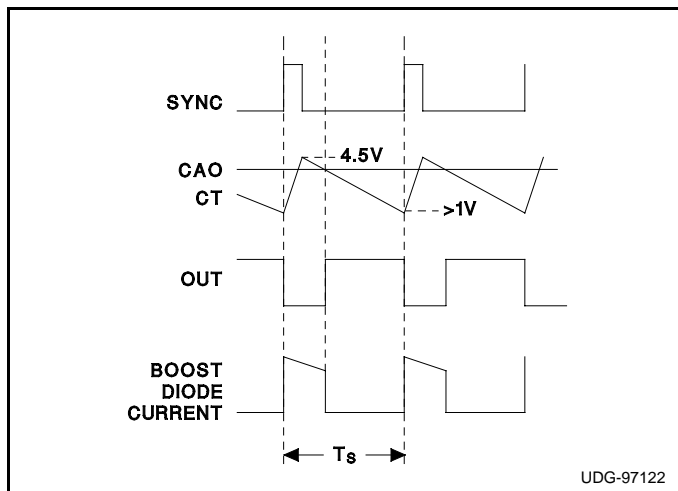 SYNC
4.5V
CAO
CT
>1V
OUT
BOOST
DIODE
CURRENT
Ts
UDG-97122